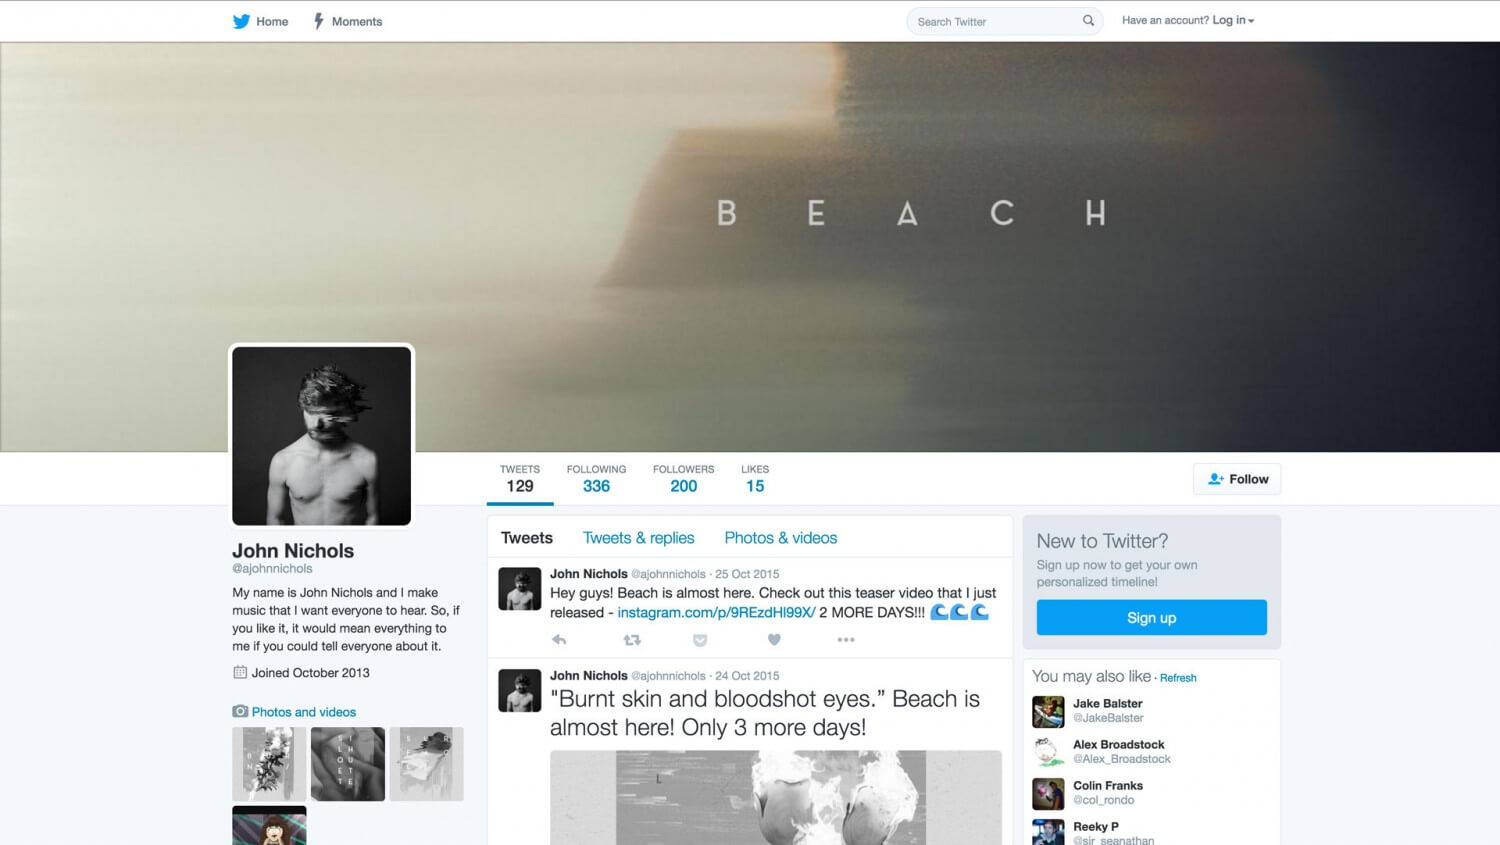 Home
Moments
Search Twitter
Have an account? Log in
B E A C H
TWEETS
129
FOLLOWING
336
FOLLOWERS
200
LIKES
15
Follow
John Nichols
@ajohnnichols
My name is John Nichols and I make
music that I want everyone to hear. So, if
you like it, it would mean everything to
me if you could tell everyone about it.
Joined October 2013
Photos and videos
Tweets
Tweets & replies
Photos & videos
John Nichols @ajohnnichols · 25 Oct 2015
Hey guys! Beach is almost here. Check out this teaser video that I just
released - instagram.com/p/9REzdHI99X/ 2 MORE DAYS!!! 🌊🌊🌊
John Nichols @ajohnnichols · 24 Oct 2015
"Burnt skin and bloodshot eyes.” Beach is
almost here! Only 3 more days!
L
New to Twitter?
Sign up now to get your own
personalized timeline!
Sign up
You may also like · Refresh
Jake Balster
@JakeBalster
Alex Broadstock
@Alex_Broadstock
Colin Franks
@col_rondo
Reeky P
@sir_seanathan